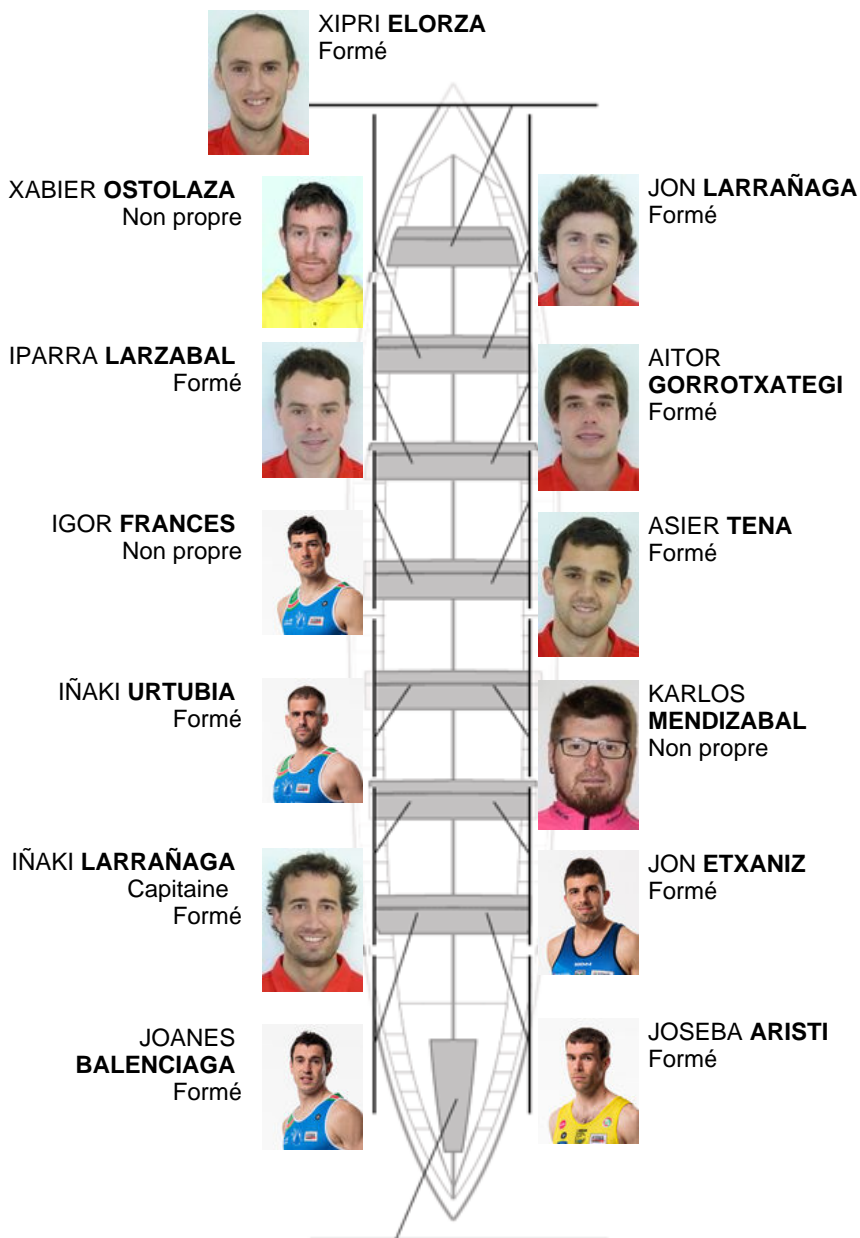 XIPRI ELORZA
Formé
XABIER OSTOLAZA
Non propre
JON LARRAÑAGA
Formé
IPARRA LARZABAL
Formé
AITOR
GORROTXATEGI
Formé
IGOR FRANCES
Non propre
ASIER TENA
Formé
IÑAKI URTUBIA
Formé
KARLOS
MENDIZABAL
Non propre
IÑAKI LARRAÑAGA
Capitaine
Formé
JON ETXANIZ
Formé
JOANES
BALENCIAGA
Formé
JOSEBA ARISTI
Formé